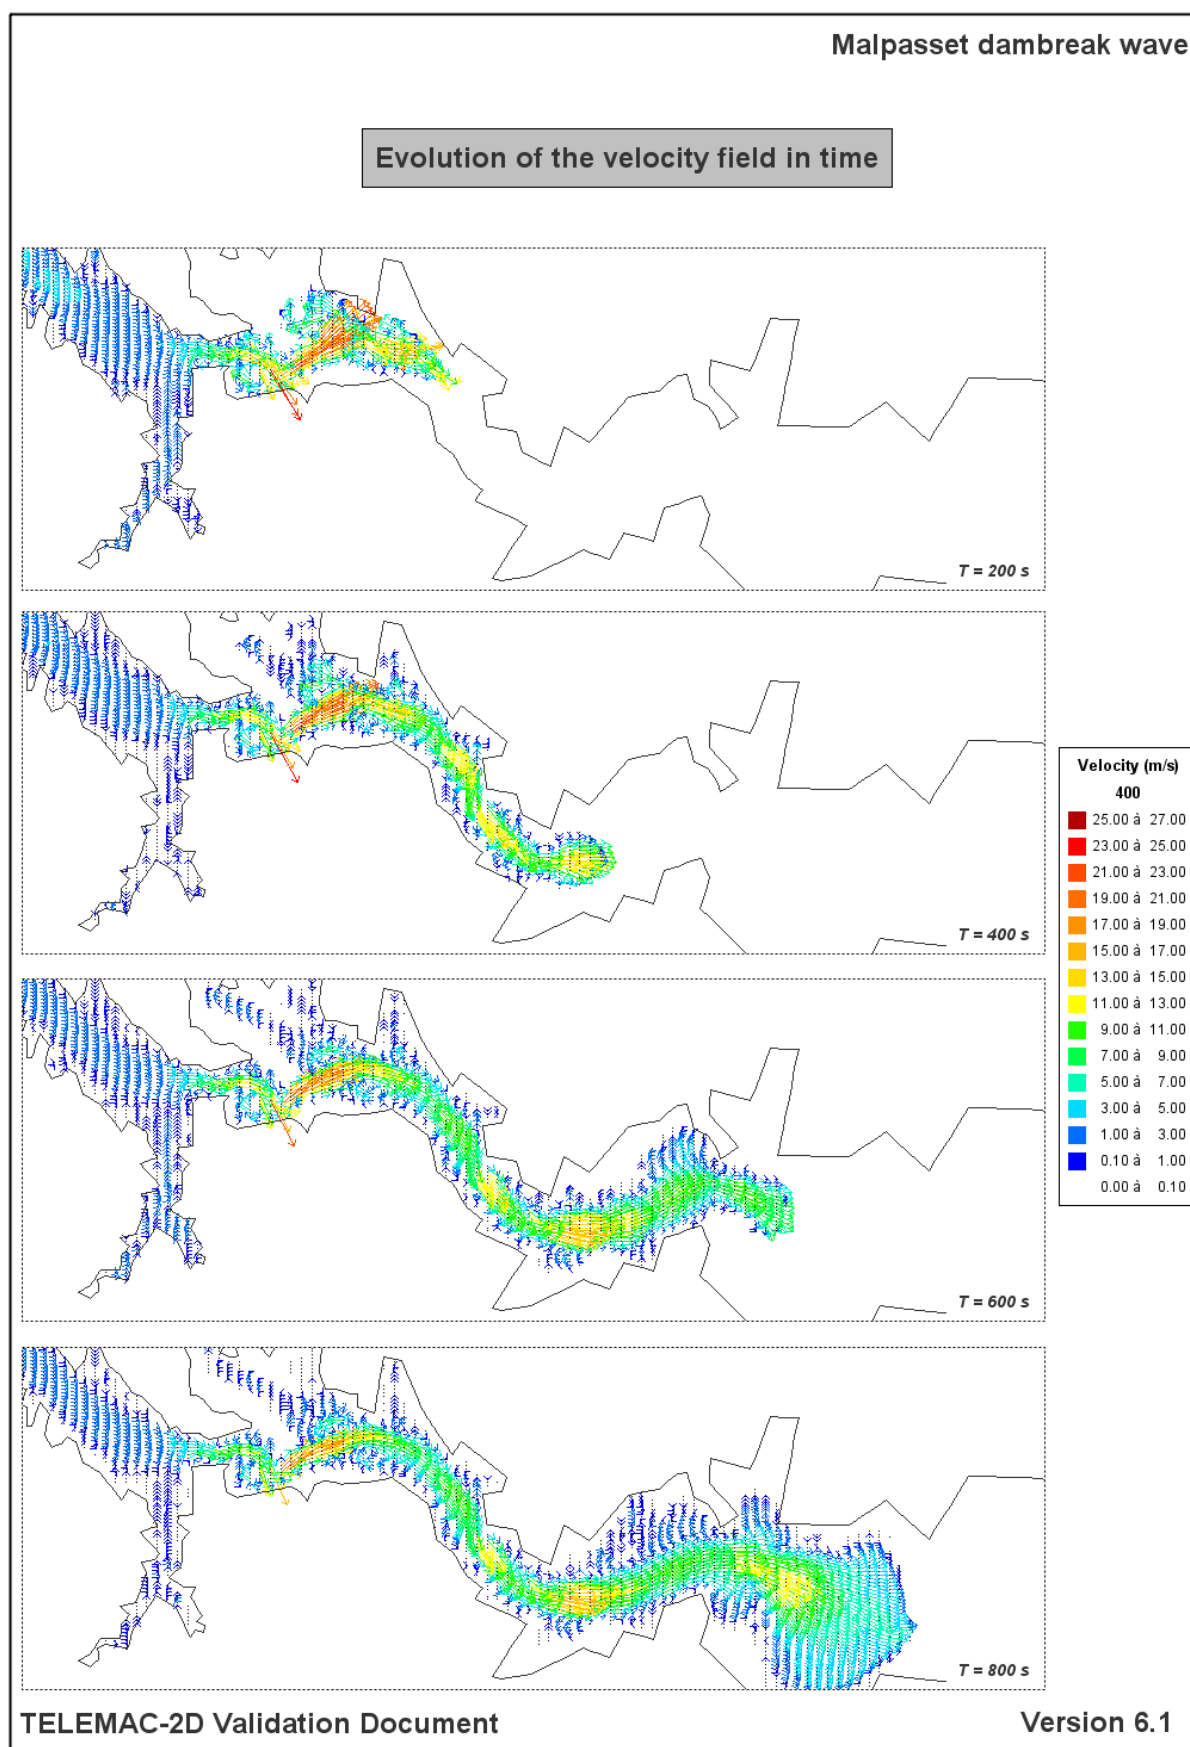 Malpasset dambreak wave
Evolution of the velocity field in time
T = 200 s
T = 400 s
Velocity (m/s)
400
25.00 à 27.00
23.00 à 25.00
21.00 à 23.00
19.00 à 21.00
17.00 à 19.00
15.00 à 17.00
13.00 à 15.00
11.00 à 13.00
9.00 à 11.00
7.00 à 9.00
5.00 à 7.00
3.00 à 5.00
1.00 à 3.00
0.10 à 1.00
0.00 à 0.10
T = 600 s
T = 800 s
TELEMAC-2D Validation Document
Version 6.1